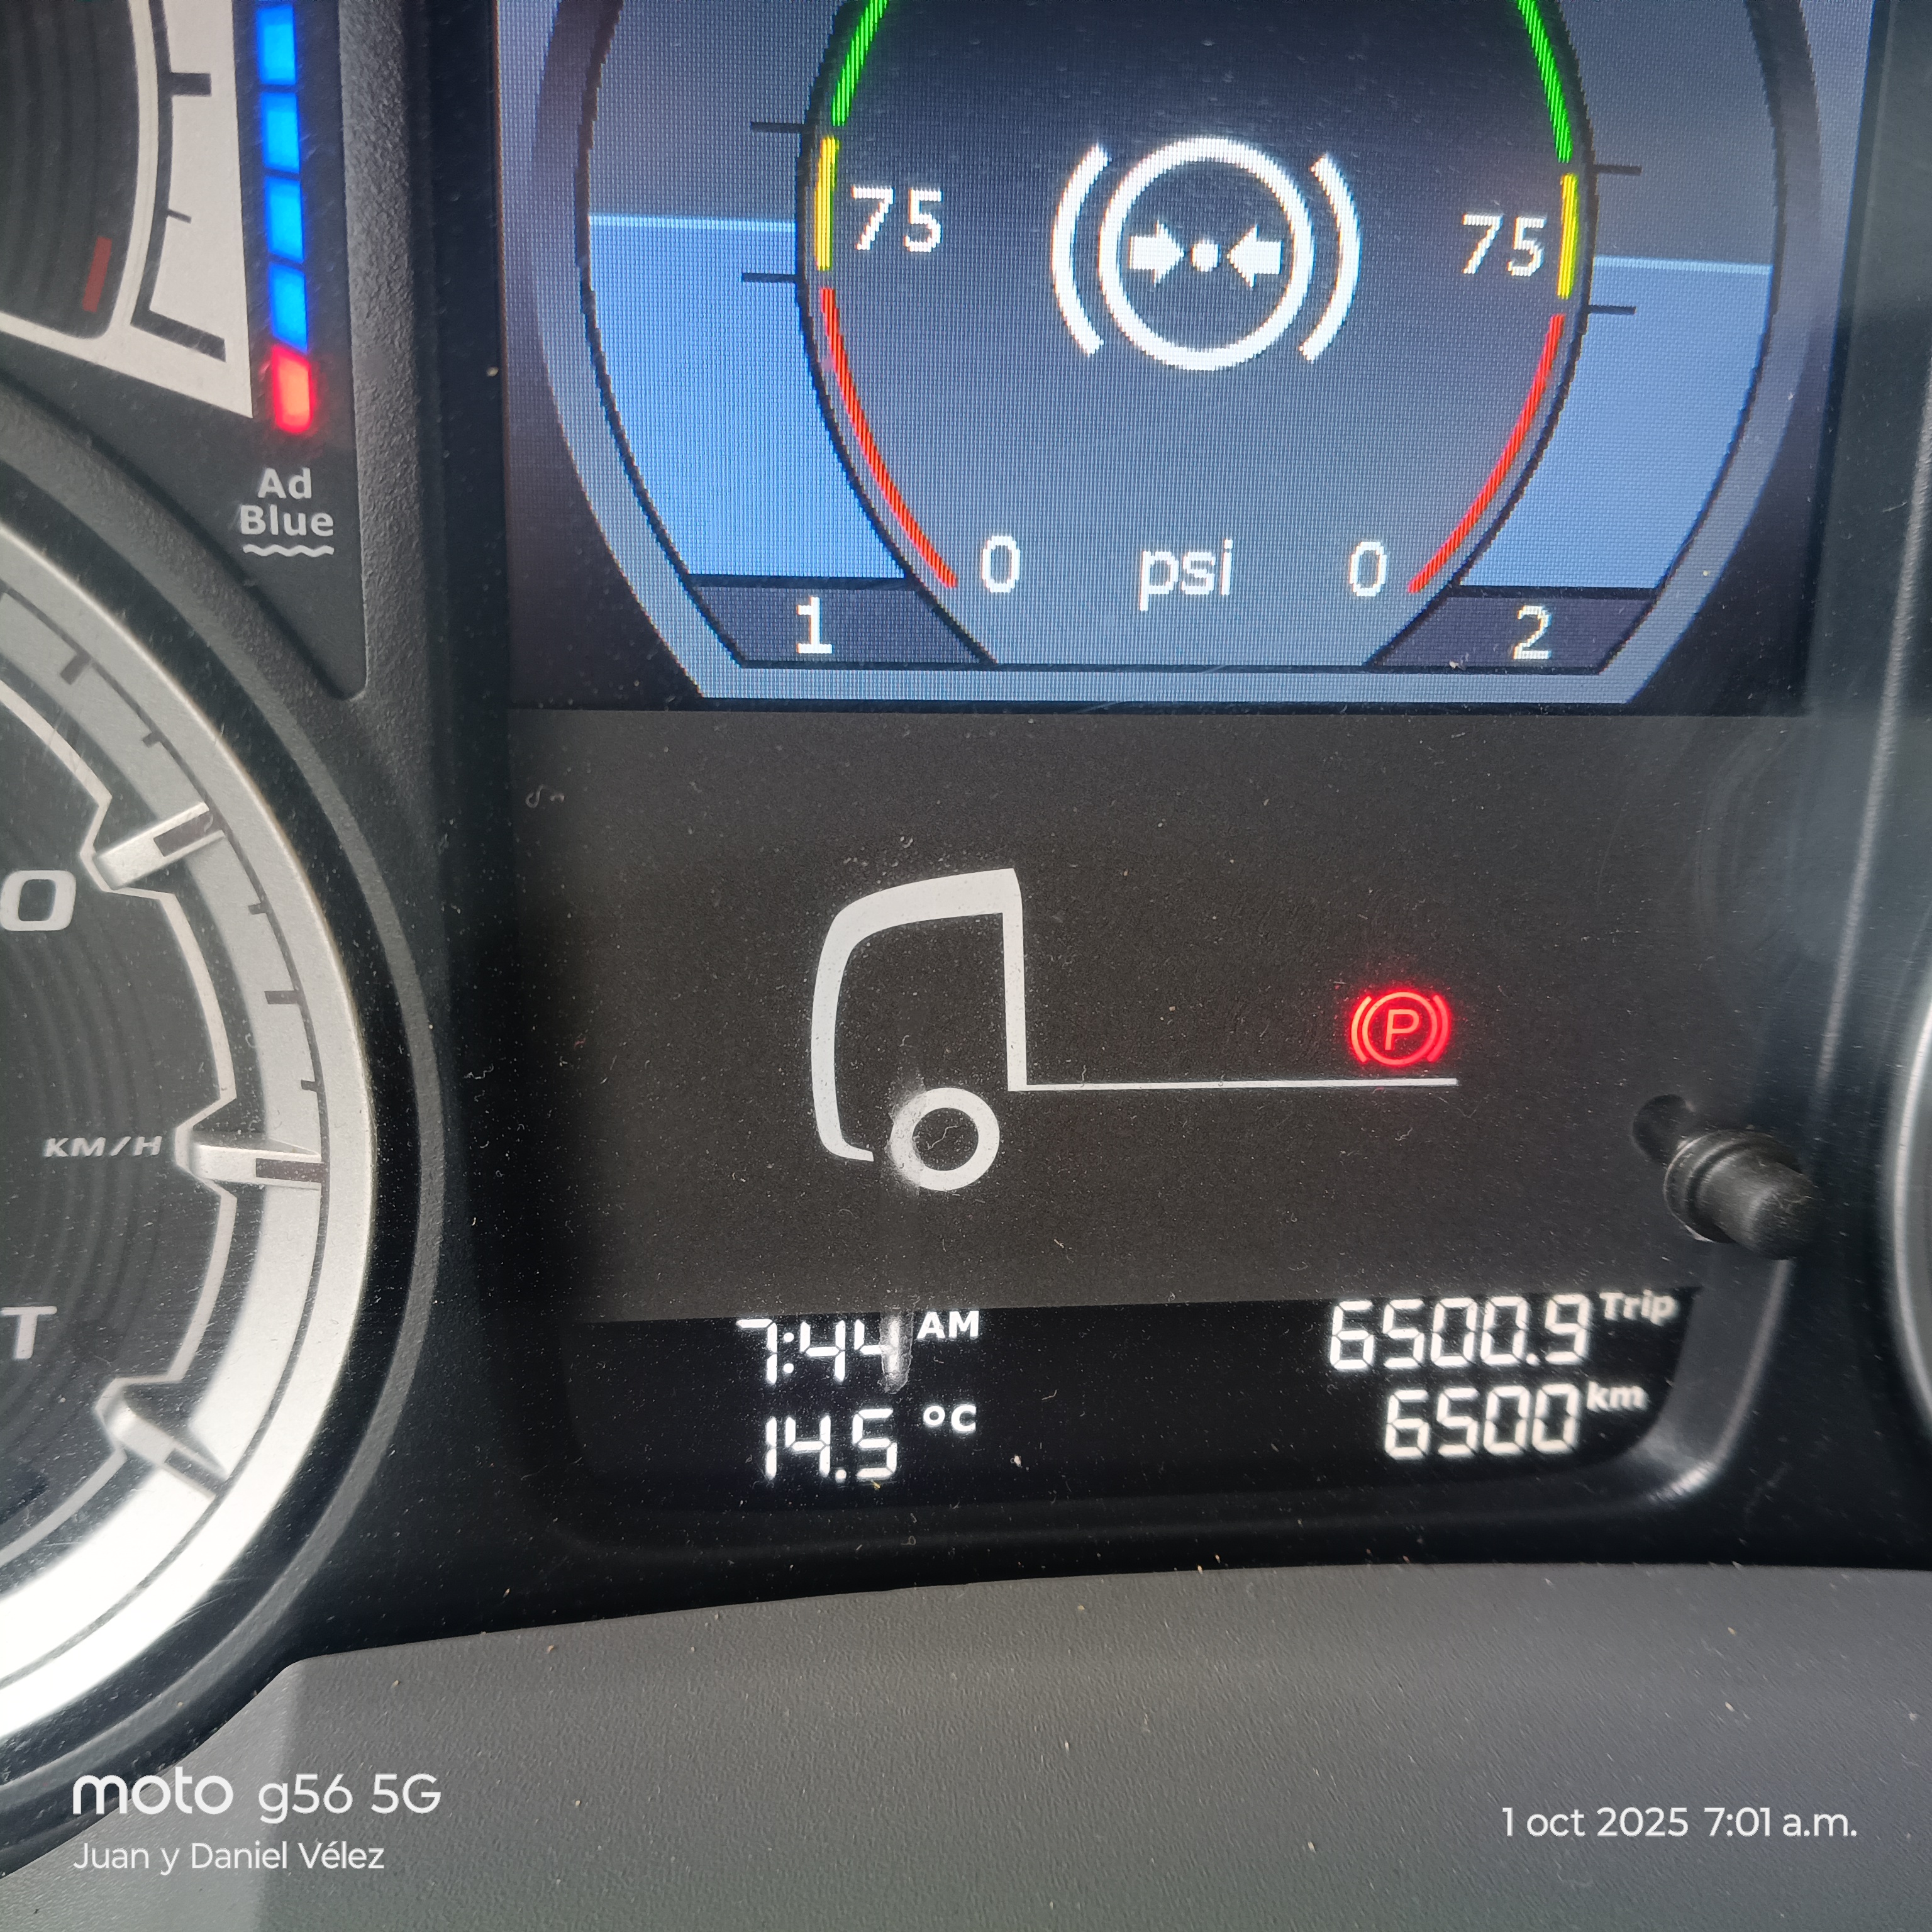 75 75
0 psi 0
1 2
Ad
Blue
0
KM/H
P
T
7:44 AM 6500.9 Trip
14.5 °C 6500 km
moto g56 5G
Juan y Daniel Vélez
1 oct 2025 7:01 a.m.